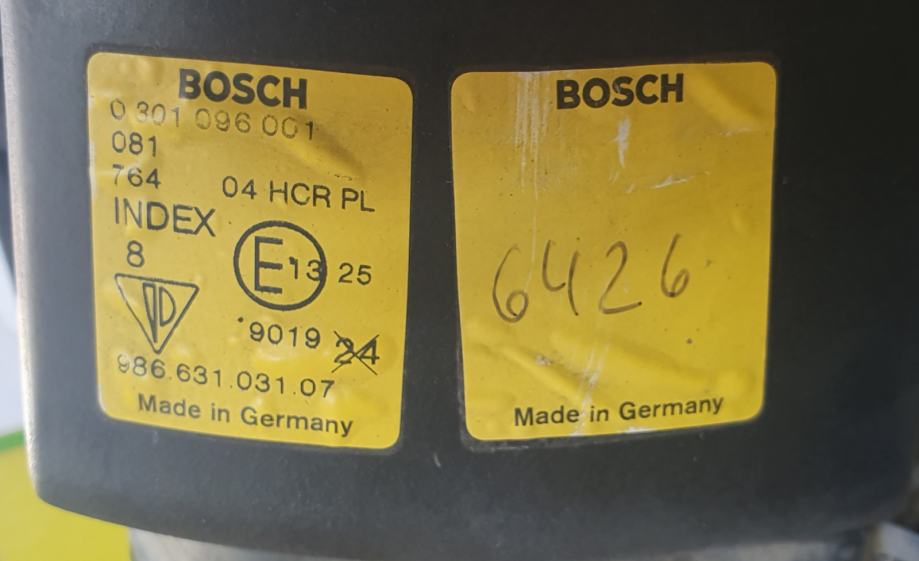 BOSCH
0 301 096 001
081
764
04 HCR PL
INDEX
8
E 13 25
9019 24
986.631.031.07
Made in Germany
BOSCH
6426
Made in Germany